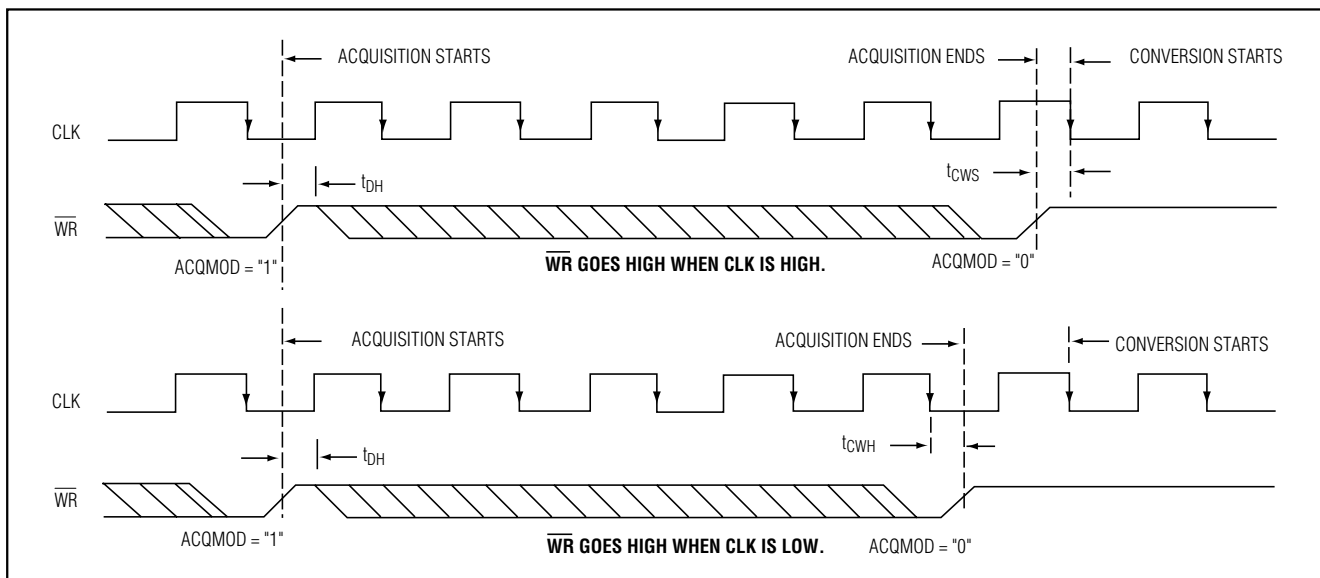 ACQUISITION STARTS
ACQUISITION ENDS
CONVERSION STARTS
CLK
tCWS
tDH
WR
ACQMOD = "1"
WR GOES HIGH WHEN CLK IS HIGH.
ACQMOD = "0"
ACQUISITION STARTS
ACQUISITION ENDS
CONVERSION STARTS
CLK
tCWH
tDH
WR
ACQMOD = "1"
WR GOES HIGH WHEN CLK IS LOW.
ACQMOD = "0"